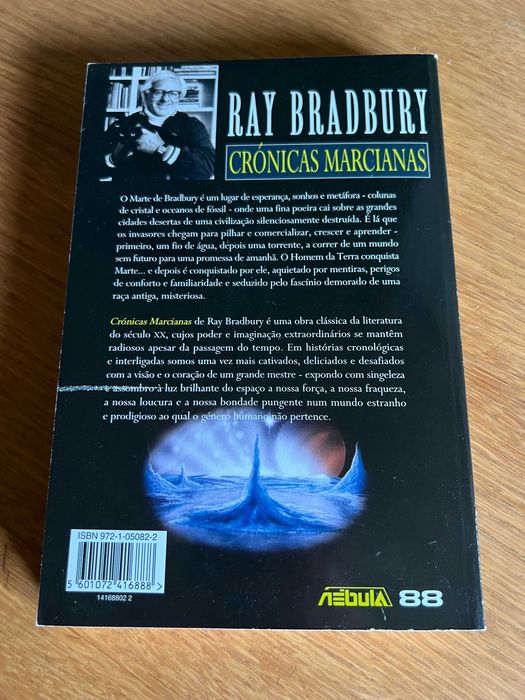 RAY BRADBURY
CRÓNICAS MARCIANAS
O Marte de Bradbury é um lugar de esperança, sonhos e metáfora - colunas
de cristal e oceanos de fóssil - onde uma fina poeira cai sobre as grandes
cidades desertas de uma civilização silenciosamente destruída. É lá que
os invasores chegam para pilhar e comercializar, crescer e aprender -
primeiro, um fio de água, depois uma torrente, a correr de um mundo
sem futuro para uma promessa de amanhã. O Homem da Terra conquista
Marte... e depois é conquistado por ele, aquietado por mentiras, perigos
de conforto e familiaridade e seduzido pelo fascínio demorado de uma
raça antiga, misteriosa.
Crónicas Marcianas de Ray Bradbury é uma obra clássica da literatura
do século XX, cujos poder e imaginação extraordinários se mantêm
radiosos apesar da passagem do tempo. Em histórias cronológicas
e interligadas somos uma vez mais cativados, deliciados e desafiados
com a visão e o coração de um grande mestre - expondo com singeleza
e assombro à luz brilhante do espaço a nossa força, a nossa fraqueza,
a nossa loucura e a nossa bondade pungente num mundo estranho
e prodigioso ao qual o género humano não pertence.
ISBN 972-1-05082-2
5 601072 416888 >
14168802 2
NÉBULA 88